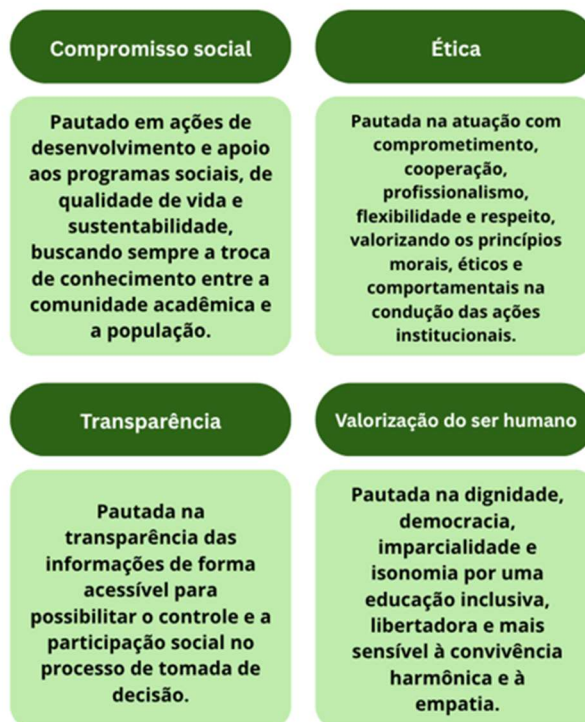 Compromisso social
Pautado em ações de
desenvolvimento e apoio
aos programas sociais, de
qualidade de vida e
sustentabilidade,
buscando sempre a troca
de conhecimento entre a
comunidade acadêmica e
a população.
Ética
Pautada na atuação com
comprometimento,
cooperação,
profissionalismo,
flexibilidade e respeito,
valorizando os princípios
morais, éticos e
comportamentais na
condução das ações
institucionais.
Transparência
Pautada na
transparência das
informações de forma
acessível para
possibilitar o controle e a
participação social no
processo de tomada de
decisão.
Valorização do ser humano
Pautada na dignidade,
democracia,
imparcialidade e
isonomia por uma
educação inclusiva,
libertadora e mais
sensível à convivência
harmônica e à
empatia.